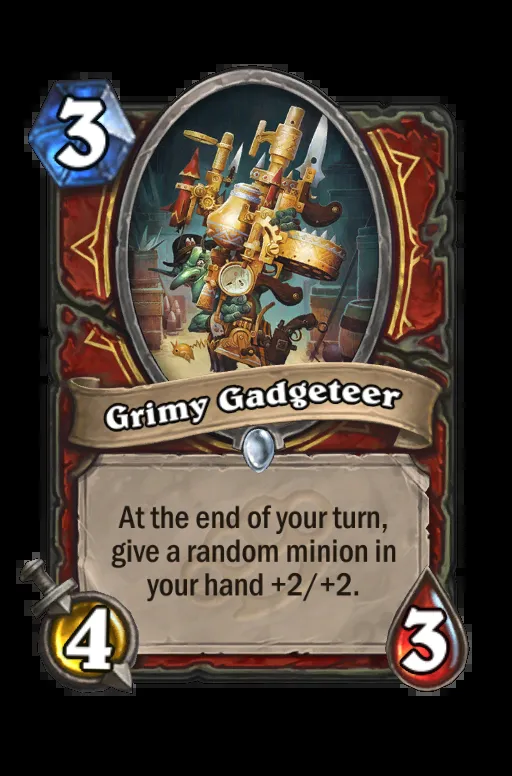 3
Grimy Gadgeteer
At the end of your turn,
give a random minion in
your hand +2/+2.
4
3